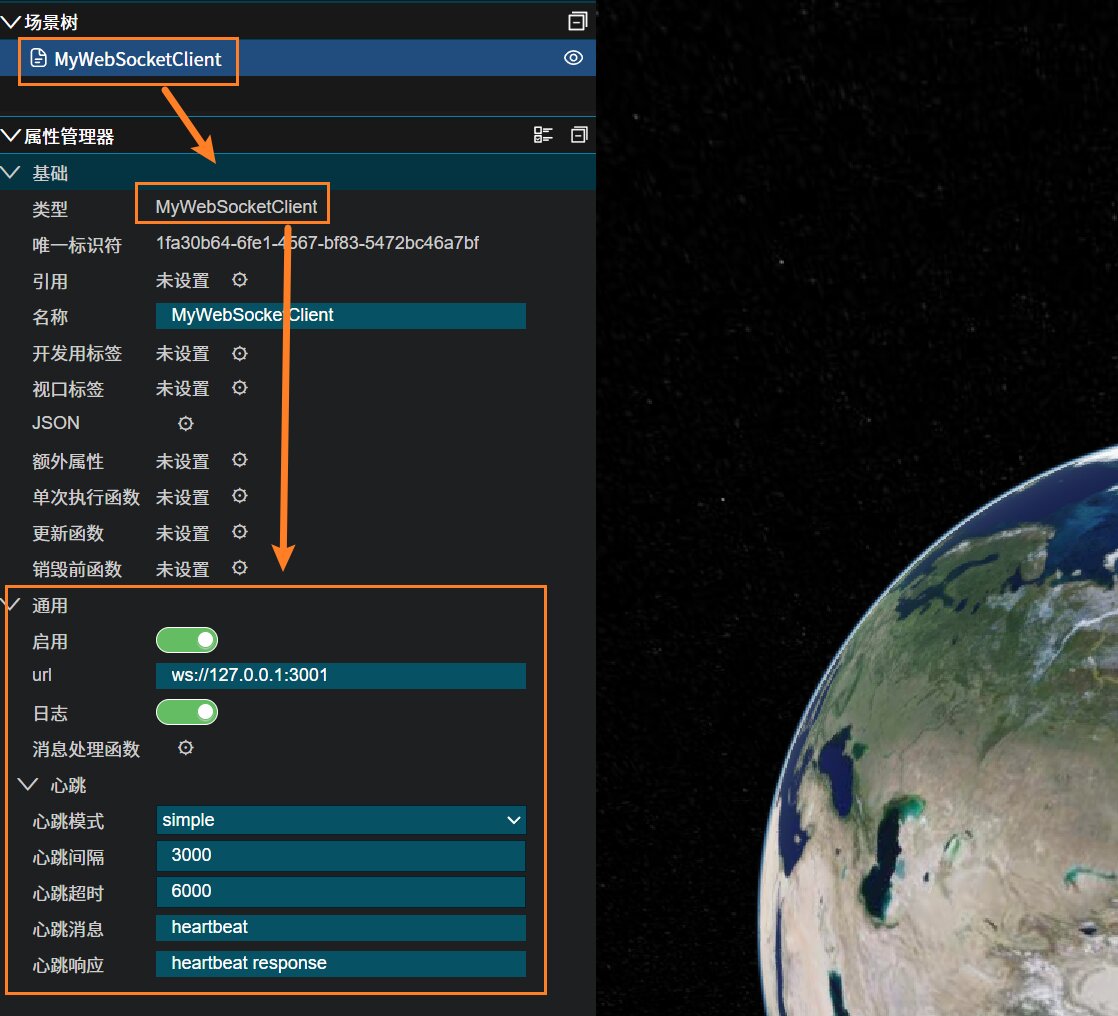 场景树
MyWebSocketClient
属性管理器
基础
类型 MyWebSocketClient
唯一标识符 1fa30b64-6fe1-4567-bf83-5472bc46a7bf
引用 未设置
名称 MyWebSocketClient
开发用标签 未设置
视口标签 未设置
JSON
额外属性 未设置
单次执行函数 未设置
更新函数 未设置
销毁前函数 未设置
通用
启用
url ws://127.0.0.1:3001
日志
消息处理函数
心跳
心跳模式 simple
心跳间隔 3000
心跳超时 6000
心跳消息 heartbeat
心跳响应 heartbeat response